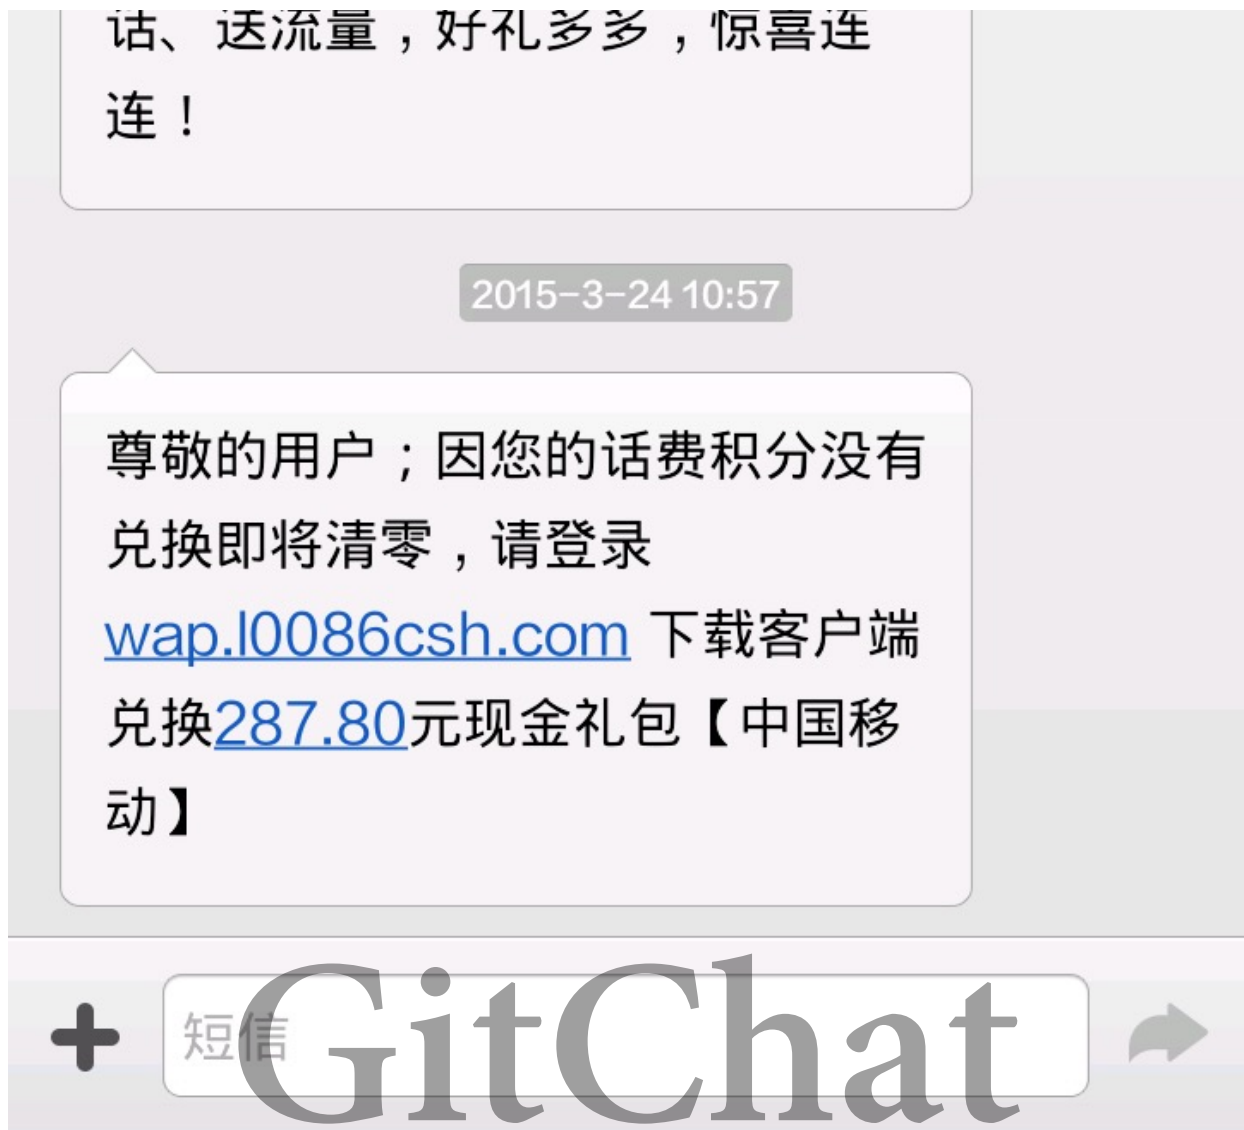 话、送流量，好礼多多，惊喜连
连！
2015-3-24 10:57
尊敬的用户；因您的话费积分没有
兑换即将清零，请登录
wap.l0086csh.com 下载客户端
兑换287.80元现金礼包【中国移
动】
短信
GitChat